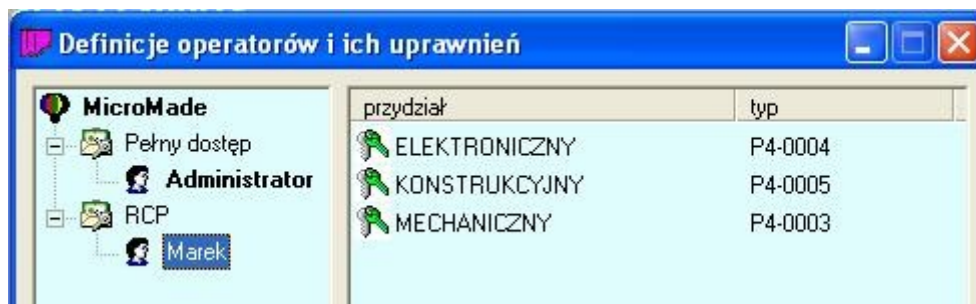 Definicje operatorów i ich uprawnień
MicroMade
Pełny dostęp
Administrator
RCP
Marek
przydział typ
ELEKTRONICZNY P4-0004
KONSTRUKCYJNY P4-0005
MECHANICZNY P4-0003